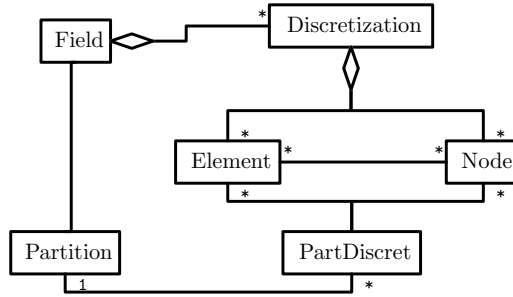 *
Field
Discretization
*
*
Element
*
*
Node
*
*
Partition
PartDiscret
1
*